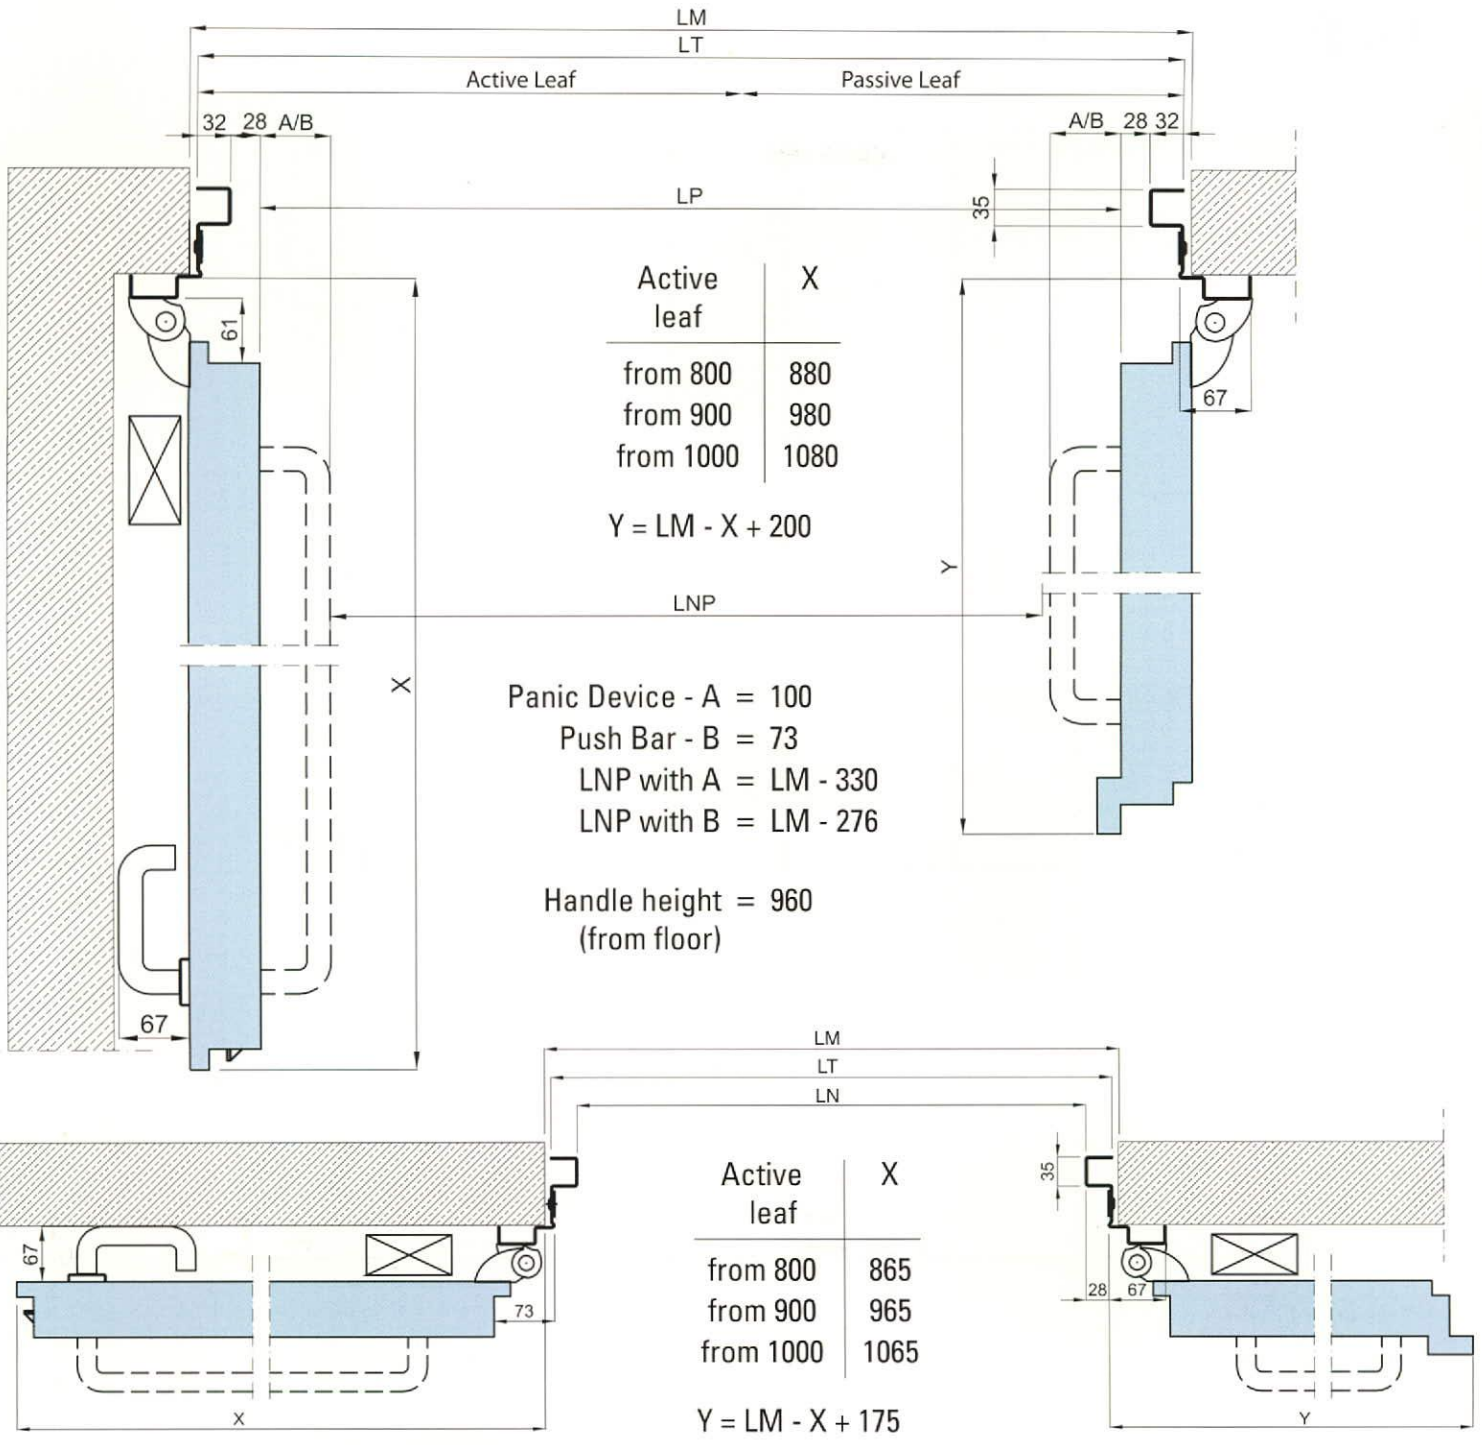 LM
LT
Active Leaf Passive Leaf
32 28 A/B A/B 28 32
LP
35
Active leaf X
from 800 880
from 900 980
from 1000 1080
Y = LM - X + 200
61
67
Y
LNP
X
Panic Device - A = 100
Push Bar - B = 73
LNP with A = LM - 330
LNP with B = LM - 276
Handle height = 960
(from floor)
67
LM
LT
LN
35
Active leaf X
from 800 865
from 900 965
from 1000 1065
Y = LM - X + 175
67
73
28 67
X
Y